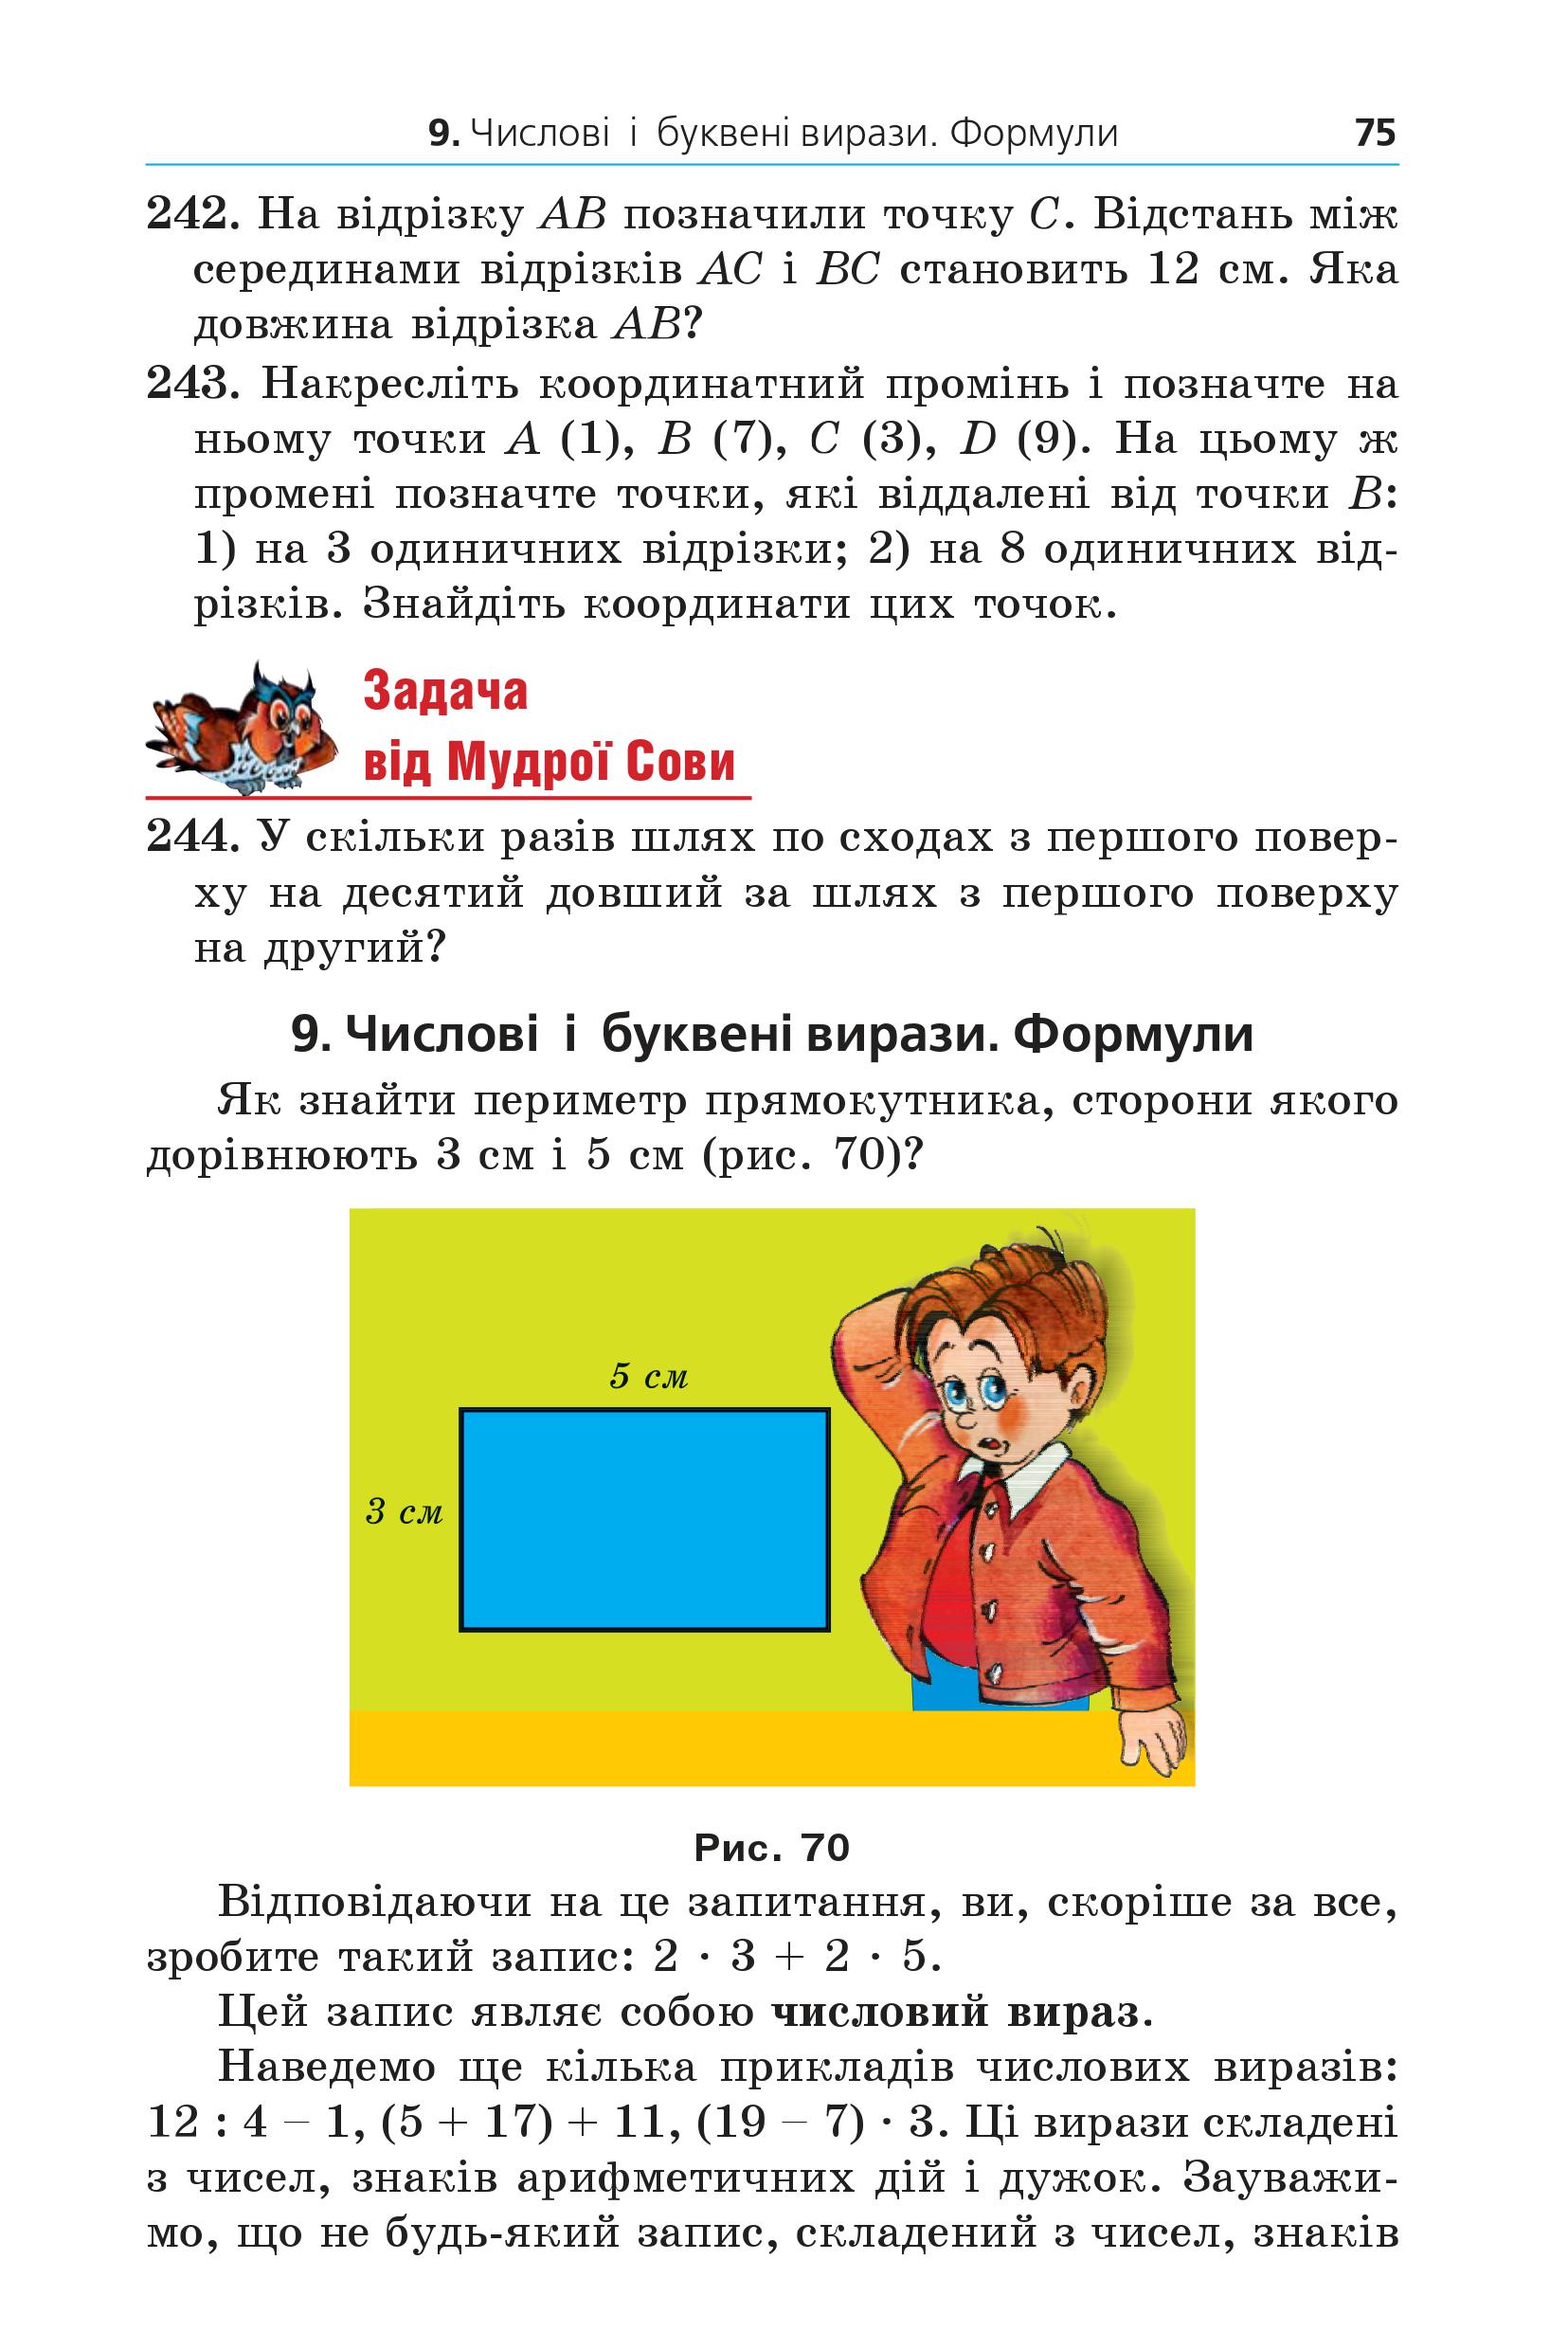 9. Числові і буквені вирази. Формули 75
242. На відрізку AB позначили точку C. Відстань між
серединами відрізків AC і BC становить 12 см. Яка
довжина відрізка AB?
243. Накресліть координатний промінь і позначте на
ньому точки A (1), B (7), C (3), D (9). На цьому ж
промені позначте точки, які віддалені від точки B:
1) на 3 одиничних відрізки; 2) на 8 одиничних від-
різків. Знайдіть координати цих точок.
Задача
від Мудрої Сови
244. У скільки разів шлях по сходах з першого повер-
ху на десятий довший за шлях з першого поверху
на другий?
9. Числові і буквені вирази. Формули
Як знайти периметр прямокутника, сторони якого
дорівнюють 3 см і 5 см (рис. 70)?
5 см
3 см
Рис. 70
Відповідаючи на це запитання, ви, скоріше за все,
зробите такий запис: 2 · 3 + 2 · 5.
Цей запис являє собою числовий вираз.
Наведемо ще кілька прикладів числових виразів:
12 : 4 – 1, (5 + 17) + 11, (19 – 7) · 3. Ці вирази складені
з чисел, знаків арифметичних дій і дужок. Зауважи-
мо, що не будь-який запис, складений з чисел, знаків